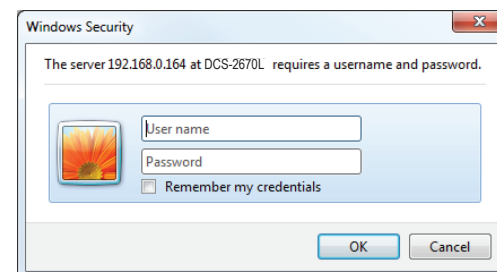 Windows Security
x
The server 192.168.0.164 at DCS-2670L requires a username and password.
User name
Password
Remember my credentials
OK
Cancel